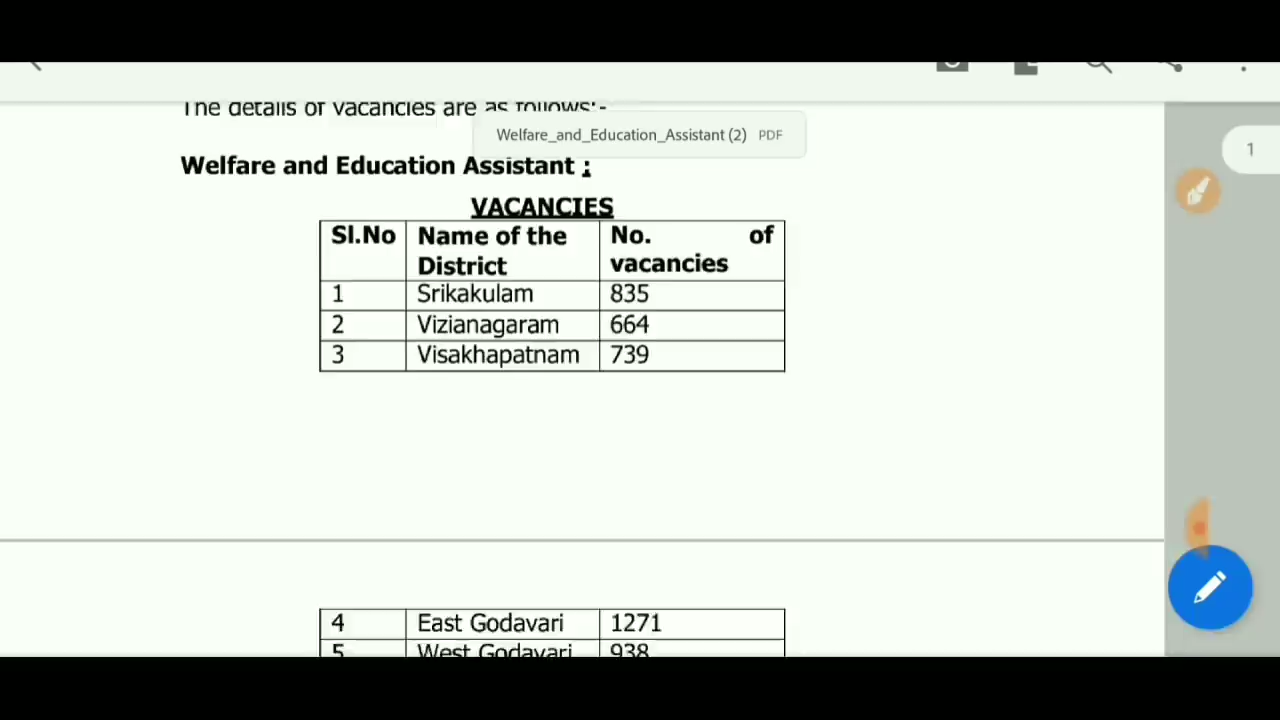 The details of vacancies are as follows:-
Welfare_and_Education_Assistant (2) PDF
1
Welfare and Education Assistant :
VACANCIES
Sl.No Name of the District No. of vacancies
1 Srikakulam 835
2 Vizianagaram 664
3 Visakhapatnam 739
4 East Godavari 1271
5 West Godavari 938